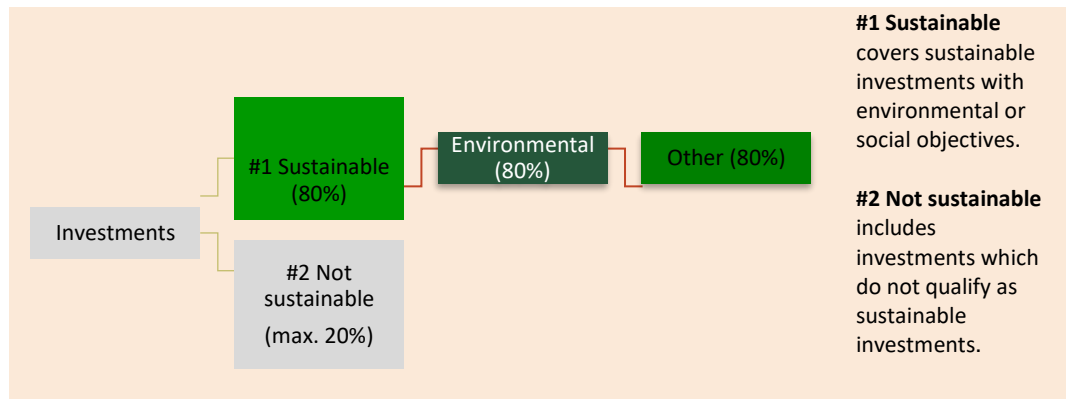 Investments
#1 Sustainable
(80%)
#2 Not
sustainable
(max. 20%)
Environmental
(80%)
Other (80%)
#1 Sustainable
covers sustainable
investments with
environmental or
social objectives.
#2 Not sustainable
includes
investments which
do not qualify as
sustainable
investments.